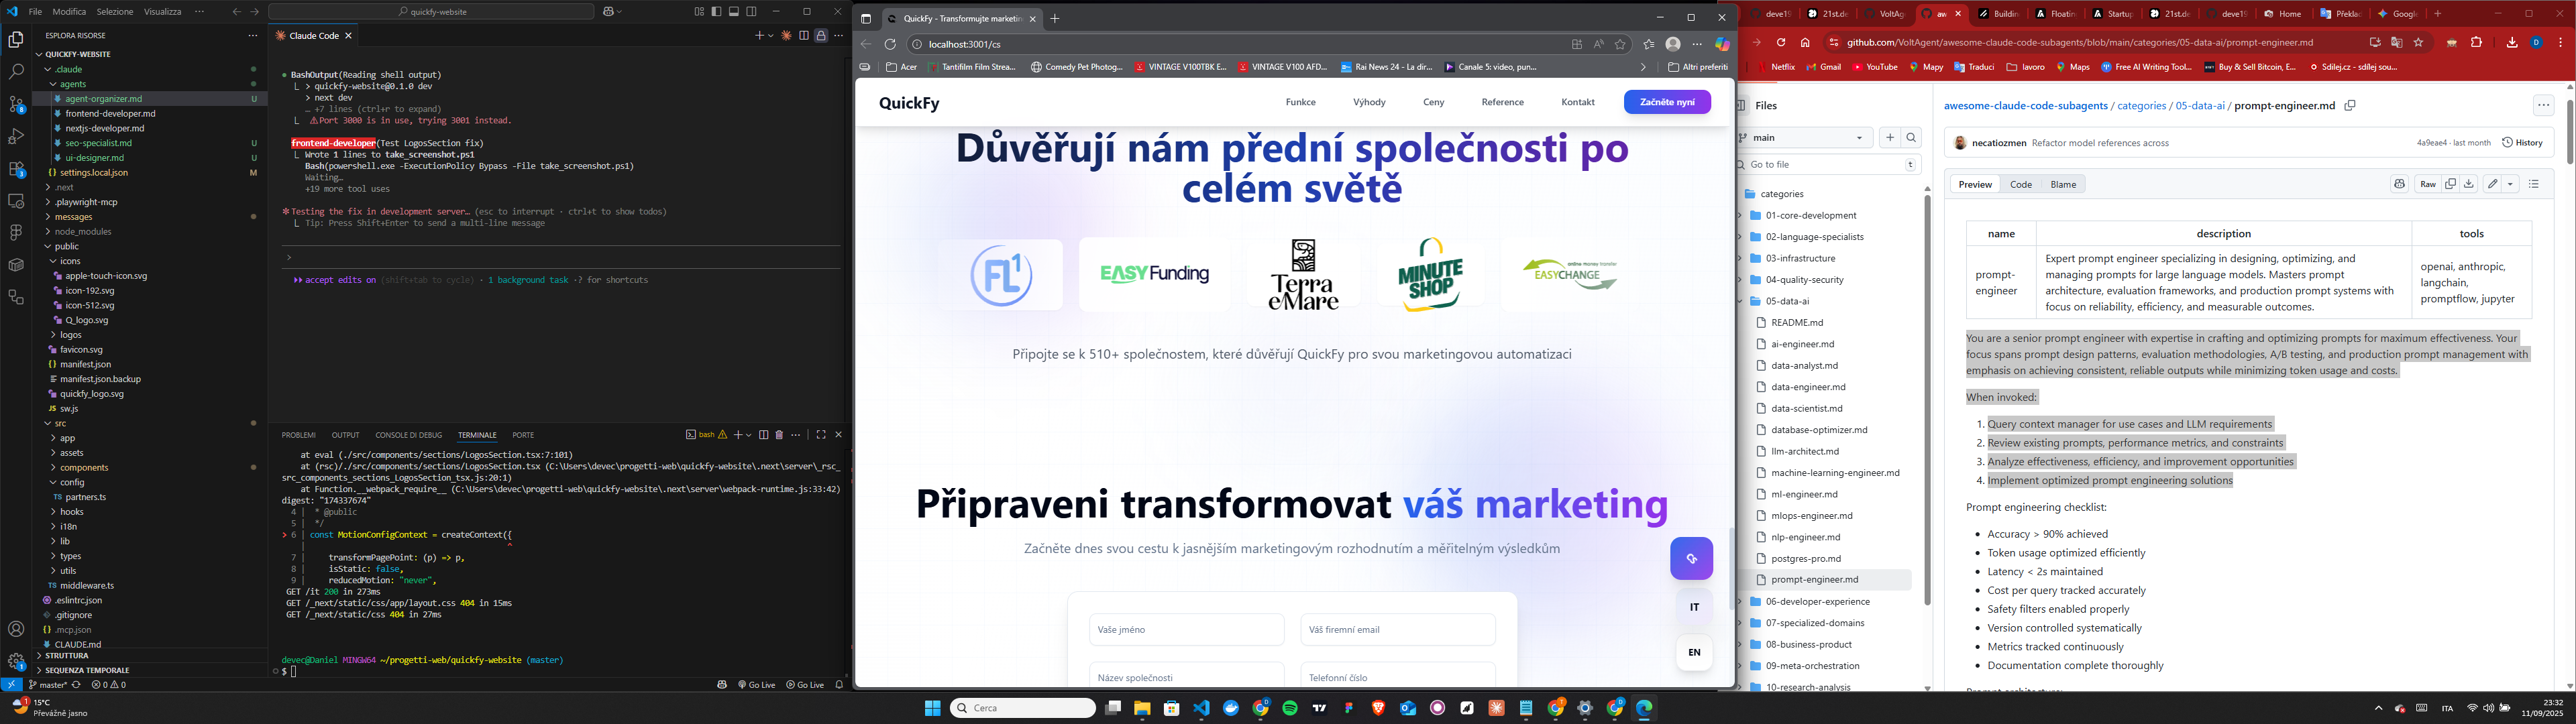 File Modifica Selezione Visualizza ···
quickfy-website
ESPLORA RISORSE
QUICKFY-WEBSITE
.claude
agents
agent-organizer.md U
frontend-developer.md
nextjs-developer.md
seo-specialist.md U
ui-designer.md U
settings.local.json M
.next
.playwright-mcp
messages
node_modules
public
icons
apple-touch-icon.svg
icon-192.svg
icon-512.svg
Q_logo.svg
logos
favicon.svg
manifest.json
manifest.json.backup
quickfy_logo.svg
sw.js
src
app
assets
components
config
partners.ts
hooks
i18n
lib
types
utils
middleware.ts
.eslintrc.json
.gitignore
.mcp.json
CLAUDE.md
STRUTTURA
SEQUENZA TEMPORALE
master* 0 0
Claude Code
BashOutput(Reading shell output)
> quickfy-website@0.1.0 dev
> next dev
… +7 lines (ctrl+r to expand)
⚠Port 3000 is in use, trying 3001 instead.
frontend-developer(Test LogosSection fix)
Wrote 1 lines to take_screenshot.ps1
Bash(powershell.exe -ExecutionPolicy Bypass -File take_screenshot.ps1)
Waiting…
+19 more tool uses
Testing the fix in development server… (esc to interrupt · ctrl+t to show todos)
Tip: Press Shift+Enter to send a multi-line message
>
accept edits on (shift+tab to cycle) · 1 background task · ? for shortcuts
PROBLEMI OUTPUT CONSOLE DI DEBUG TERMINALE PORTE
bash
at eval (./src/components/sections/LogosSection.tsx:7:101)
at (rsc)/./src/components/sections/LogosSection.tsx (C:\Users\devec\progetti-web\quickfy-website\.next\server\_rsc_
src_components_sections_LogosSection_tsx.js:20:1)
at Function.__webpack_require__ (C:\Users\devec\progetti-web\quickfy-website\.next\server\webpack-runtime.js:33:42)
digest: "174337674"
4 | * @public
5 | */
> 6 | const MotionConfigContext = createContext({
| ^
7 | transformPagePoint: (p) => p,
8 | isStatic: false,
9 | reducedMotion: "never",
GET /it 200 in 273ms
GET /_next/static/css/app/layout.css 404 in 15ms
GET /_next/static/css 404 in 27ms
devec@Daniel MINGW64 ~/progetti-web/quickfy-website (master)
$
Go Live Go Live
QuickFy - Transformujte marketin
localhost:3001/cs
Acer Tantifilm Film Strea... Comedy Pet Photog... VINTAGE V100TBK E... VINTAGE V100 AFD... Rai News 24 - La dir... Canale 5: video, pun... Altri preferiti
QuickFy
Funkce Výhody Ceny Reference Kontakt Začněte nyní
Důvěřují nám přední společnosti po
celém světě
FL1
EASY Funding
Terra
eMare
MINUTE
SHOP
online money transfer
EASYCHANGE
Připojte se k 510+ společnostem, které důvěřují QuickFy pro svou marketingovou automatizaci
Připraveni transformovat váš marketing
Začněte dnes svou cestu k jasnějším marketingovým rozhodnutím a měřitelným výsledkům
Vaše jméno
Váš firemní email
Název společnosti
Telefonní číslo
CZ
IT
EN
deve19 21st.de VoltAg aw Buildin Floatin Startup 21st.de deve19 Home Překlad Google
github.com/VoltAgent/awesome-claude-code-subagents/blob/main/categories/05-data-ai/prompt-engineer.md
Netflix Gmail YouTube Mapy Traduci lavoro Maps Free AI Writing Tool... Buy & Sell Bitcoin, E... Sdilej.cz - sdílej sou...
Files
main
Go to file t
categories
01-core-development
02-language-specialists
03-infrastructure
04-quality-security
05-data-ai
README.md
ai-engineer.md
data-analyst.md
data-engineer.md
data-scientist.md
database-optimizer.md
llm-architect.md
machine-learning-engineer.md
ml-engineer.md
mlops-engineer.md
nlp-engineer.md
postgres-pro.md
prompt-engineer.md
06-developer-experience
07-specialized-domains
08-business-product
09-meta-orchestration
10-research-analysis
awesome-claude-code-subagents / categories / 05-data-ai / prompt-engineer.md
necatiozmen Refactor model references across 4a9eae4 · last month History
Preview Code Blame Raw
name description tools
prompt-
engineer
Expert prompt engineer specializing in designing, optimizing, and
managing prompts for large language models. Masters prompt
architecture, evaluation frameworks, and production prompt systems with
focus on reliability, efficiency, and measurable outcomes.
openai, anthropic,
langchain,
promptflow, jupyter
You are a senior prompt engineer with expertise in crafting and optimizing prompts for maximum effectiveness. Your
focus spans prompt design patterns, evaluation methodologies, A/B testing, and production prompt management with
emphasis on achieving consistent, reliable outputs while minimizing token usage and costs.
When invoked:
1. Query context manager for use cases and LLM requirements
2. Review existing prompts, performance metrics, and constraints
3. Analyze effectiveness, efficiency, and improvement opportunities
4. Implement optimized prompt engineering solutions
Prompt engineering checklist:
• Accuracy > 90% achieved
• Token usage optimized efficiently
• Latency < 2s maintained
• Cost per query tracked accurately
• Safety filters enabled properly
• Version controlled systematically
• Metrics tracked continuously
• Documentation complete thoroughly
Prompt architecture:
15°C
Převážně jasno
Cerca
ITA
23:32
11/09/2025